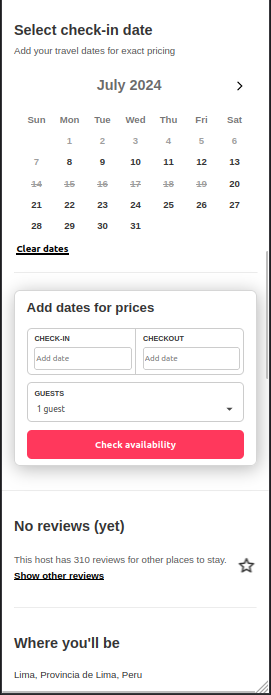 Select check-in date
Add your travel dates for exact pricing
July 2024
Sun Mon Tue Wed Thu Fri Sat
1 2 3 4 5 6
7 8 9 10 11 12 13
14 15 16 17 18 19 20
21 22 23 24 25 26 27
28 29 30 31
Clear dates
Add dates for prices
CHECK-IN CHECKOUT
Add date Add date
GUESTS
1 guest
Check availability
No reviews (yet)
This host has 310 reviews for other places to stay.
Show other reviews
Where you'll be
Lima, Provincia de Lima, Peru